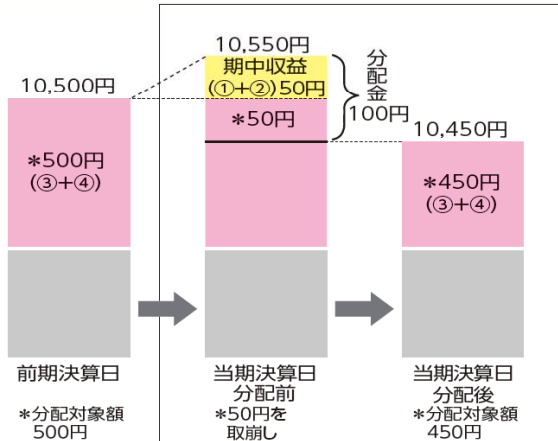 10,500円
*500円
(③+④)
前期決算日
*分配対象額
500円
10,550円
期中収益
(①+②)50円
*50円
分配金
100円
当期決算日
分配前
*50円を
取崩し
10,450円
*450円
(③+④)
当期決算日
分配後
*分配対象額
450円